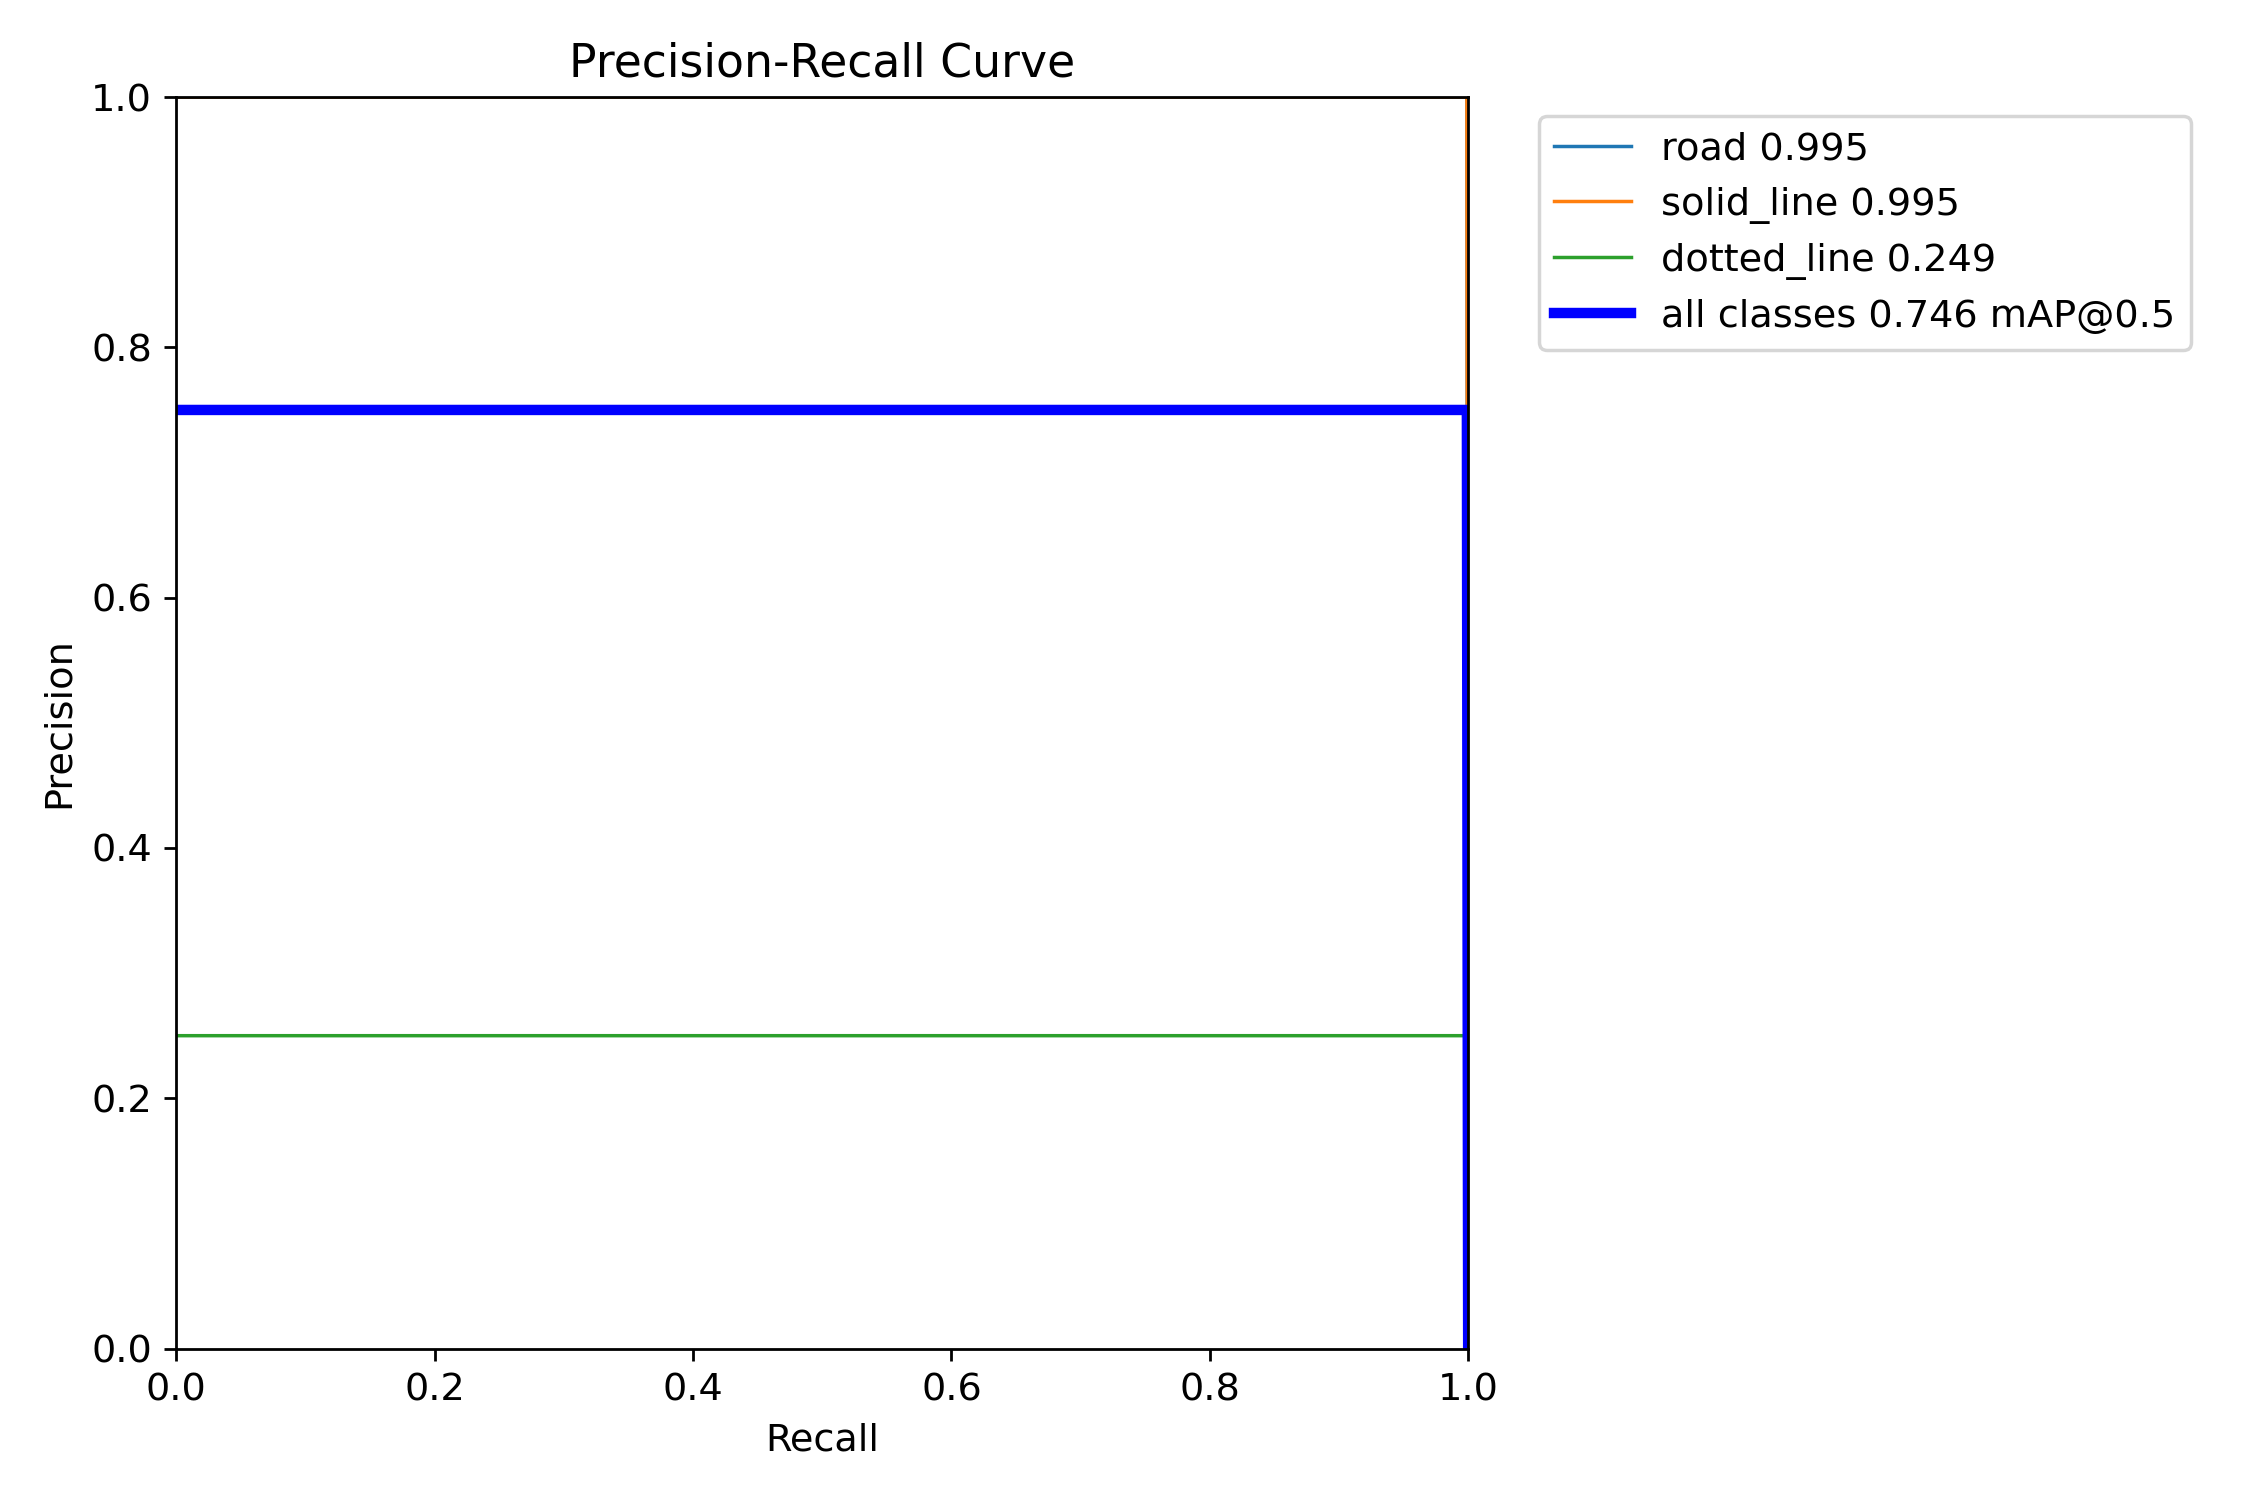 Precision-Recall Curve
1.0
0.8
0.6
0.4
0.2
0.0
Precision
0.0 0.2 0.4 0.6 0.8 1.0
Recall
road 0.995
solid_line 0.995
dotted_line 0.249
all classes 0.746 mAP@0.5